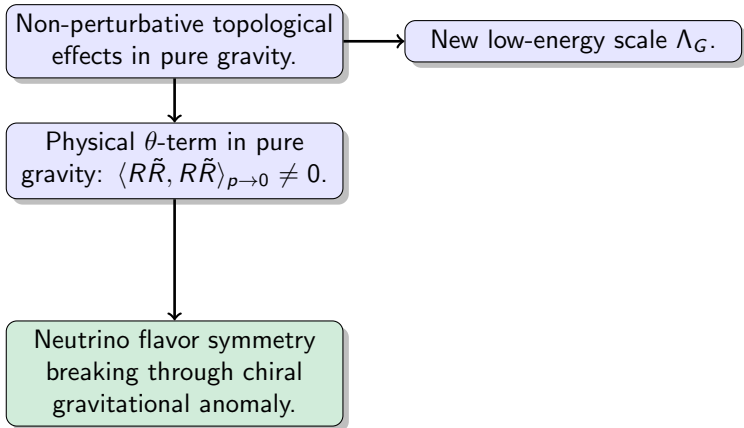 Non-perturbative topological
effects in pure gravity.
New low-energy scale Λ_G.
Physical θ-term in pure
gravity: ⟨RR̃, RR̃⟩_{p→0} ≠ 0.
Neutrino flavor symmetry
breaking through chiral
gravitational anomaly.